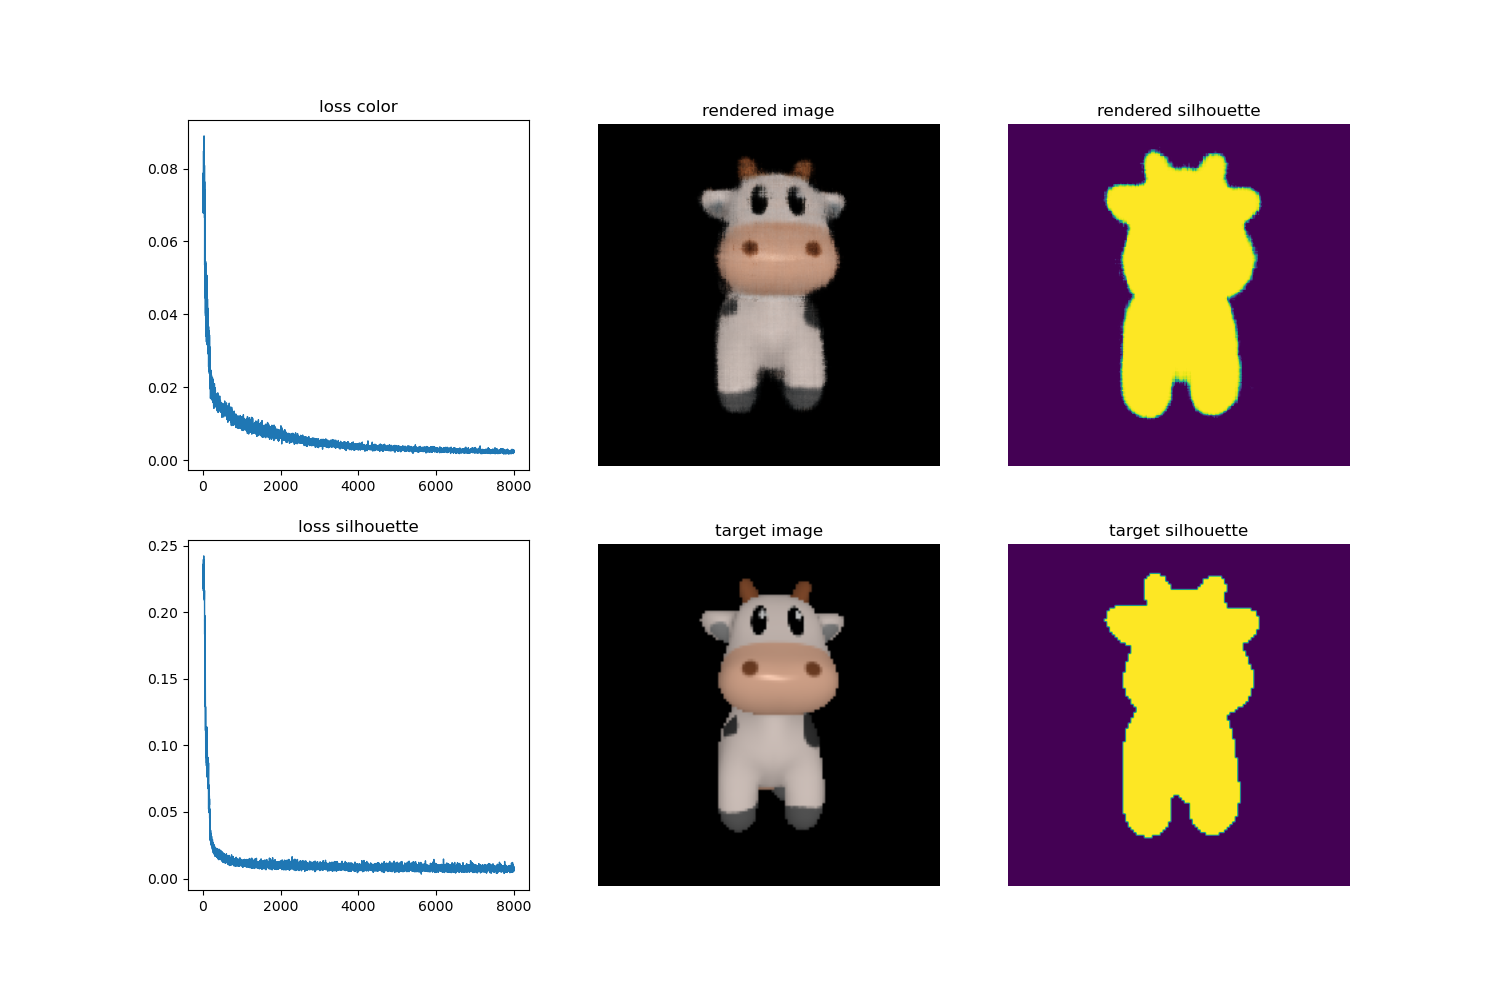 loss color
0.08
0.06
0.04
0.02
0.00
0 2000 4000 6000 8000
rendered image
rendered silhouette
loss silhouette
0.25
0.20
0.15
0.10
0.05
0.00
0 2000 4000 6000 8000
target image
target silhouette